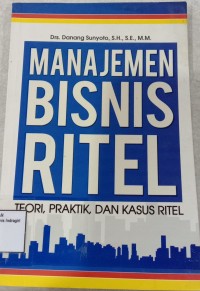 Drs. Danang Sunyoto, S.H., S.E., M.M.
MANAJEMEN
BISNIS
RITEL
TEORI, PRAKTIK, DAN KASUS RITEL